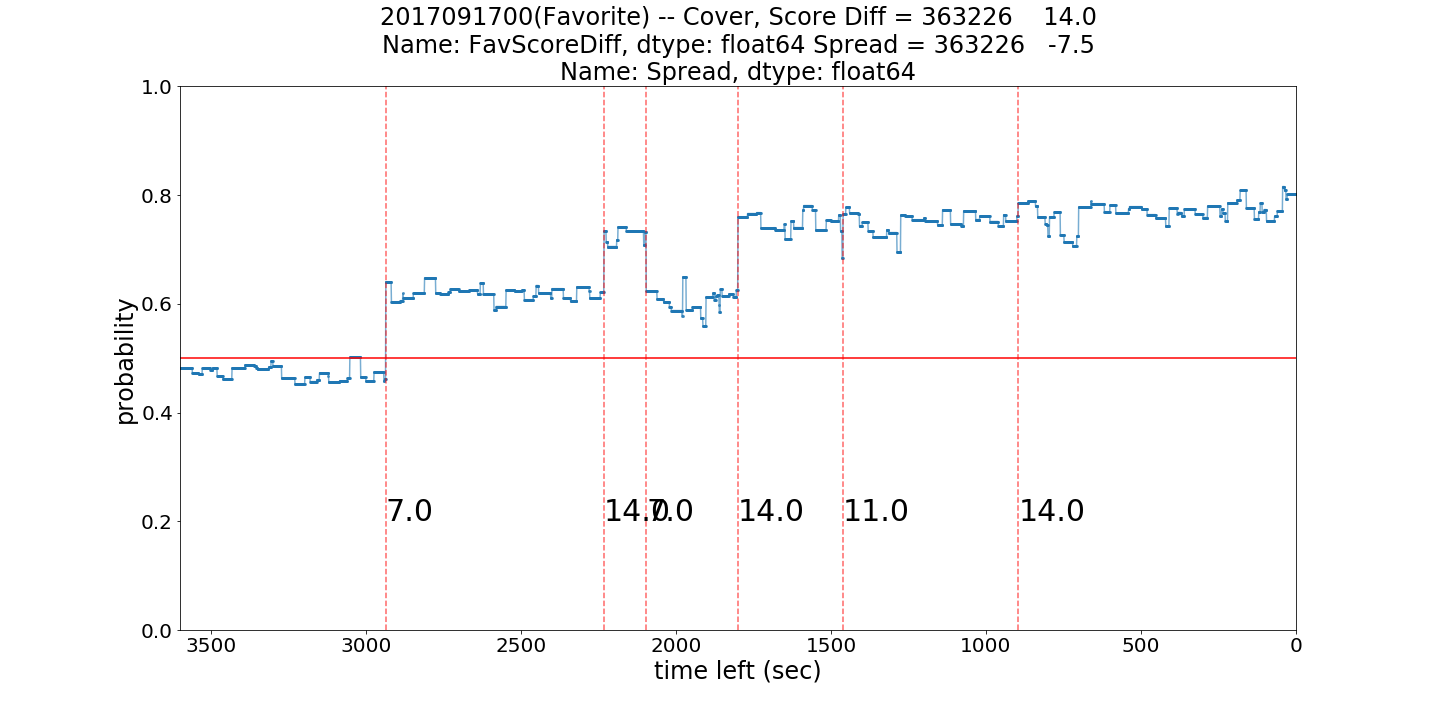 2017091700(Favorite) -- Cover, Score Diff = 363226    14.0
Name: FavScoreDiff, dtype: float64 Spread = 363226   -7.5
Name: Spread, dtype: float64
1.0
0.8
0.6
0.4
0.2
0.0
probability
7.0
14.0
7.0
14.0
11.0
14.0
3500 3000 2500 2000 1500 1000 500 0
time left (sec)